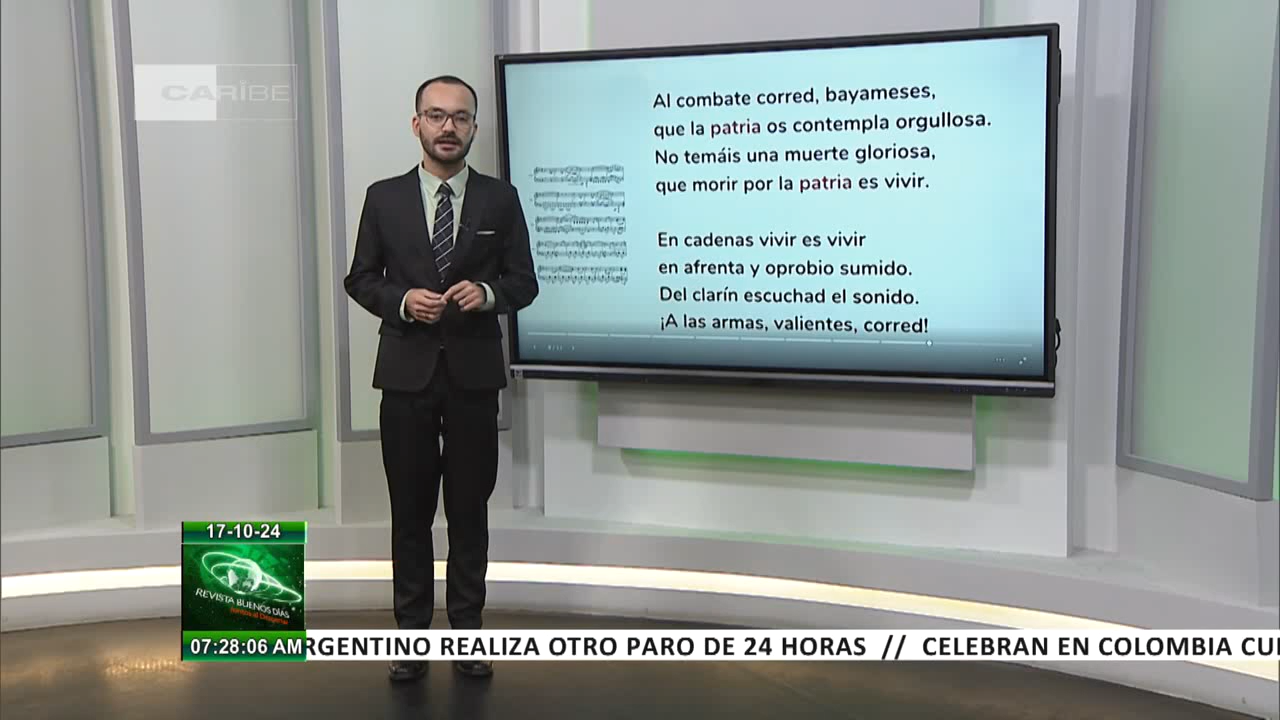 CARIBE
Al combate corred, bayameses,
que la patria os contempla orgullosa.
No temáis una muerte gloriosa,
que morir por la patria es vivir.
En cadenas vivir es vivir
en afrenta y oprobio sumido.
Del clarín escuchad el sonido.
¡A las armas, valientes, corred!
17-10-24
REVISTA BUENOS DÍAS
07:28:06 AM
RGENTINO REALIZA OTRO PARO DE 24 HORAS // CELEBRAN EN COLOMBIA CU